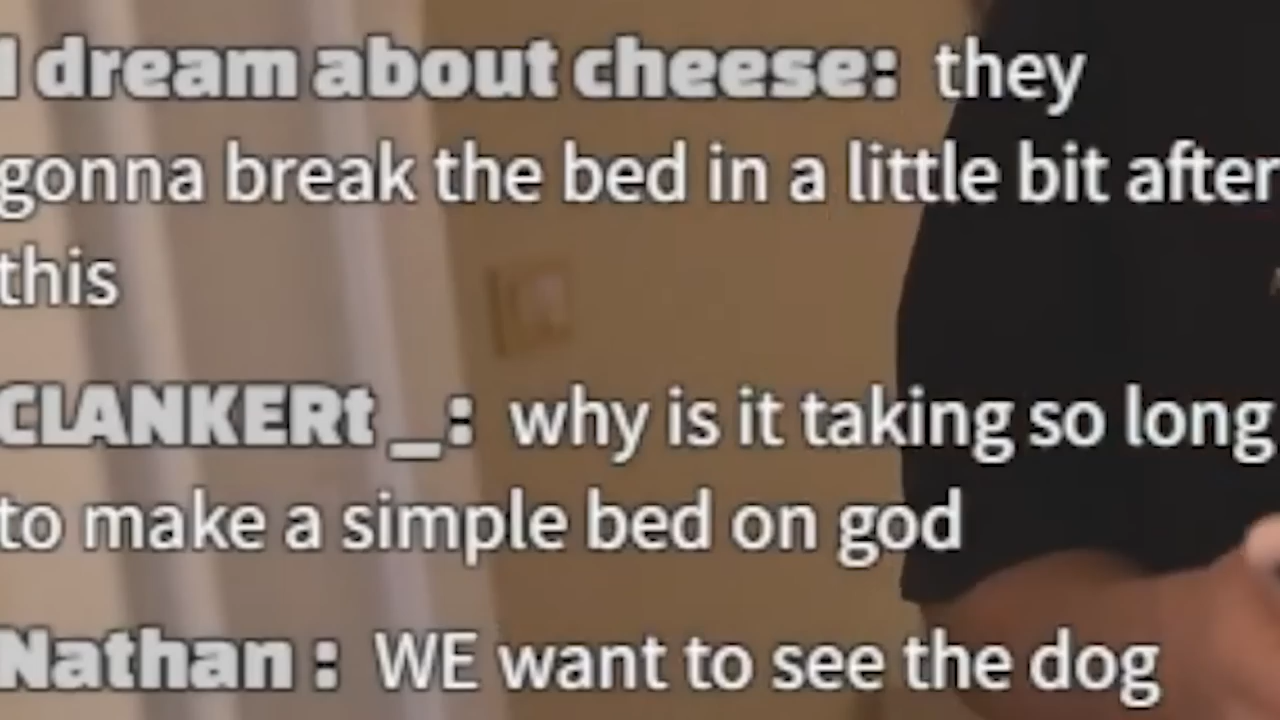 I dream about cheese: they
gonna break the bed in a little bit after
this
CLANKERt _: why is it taking so long
to make a simple bed on god
Nathan : WE want to see the dog